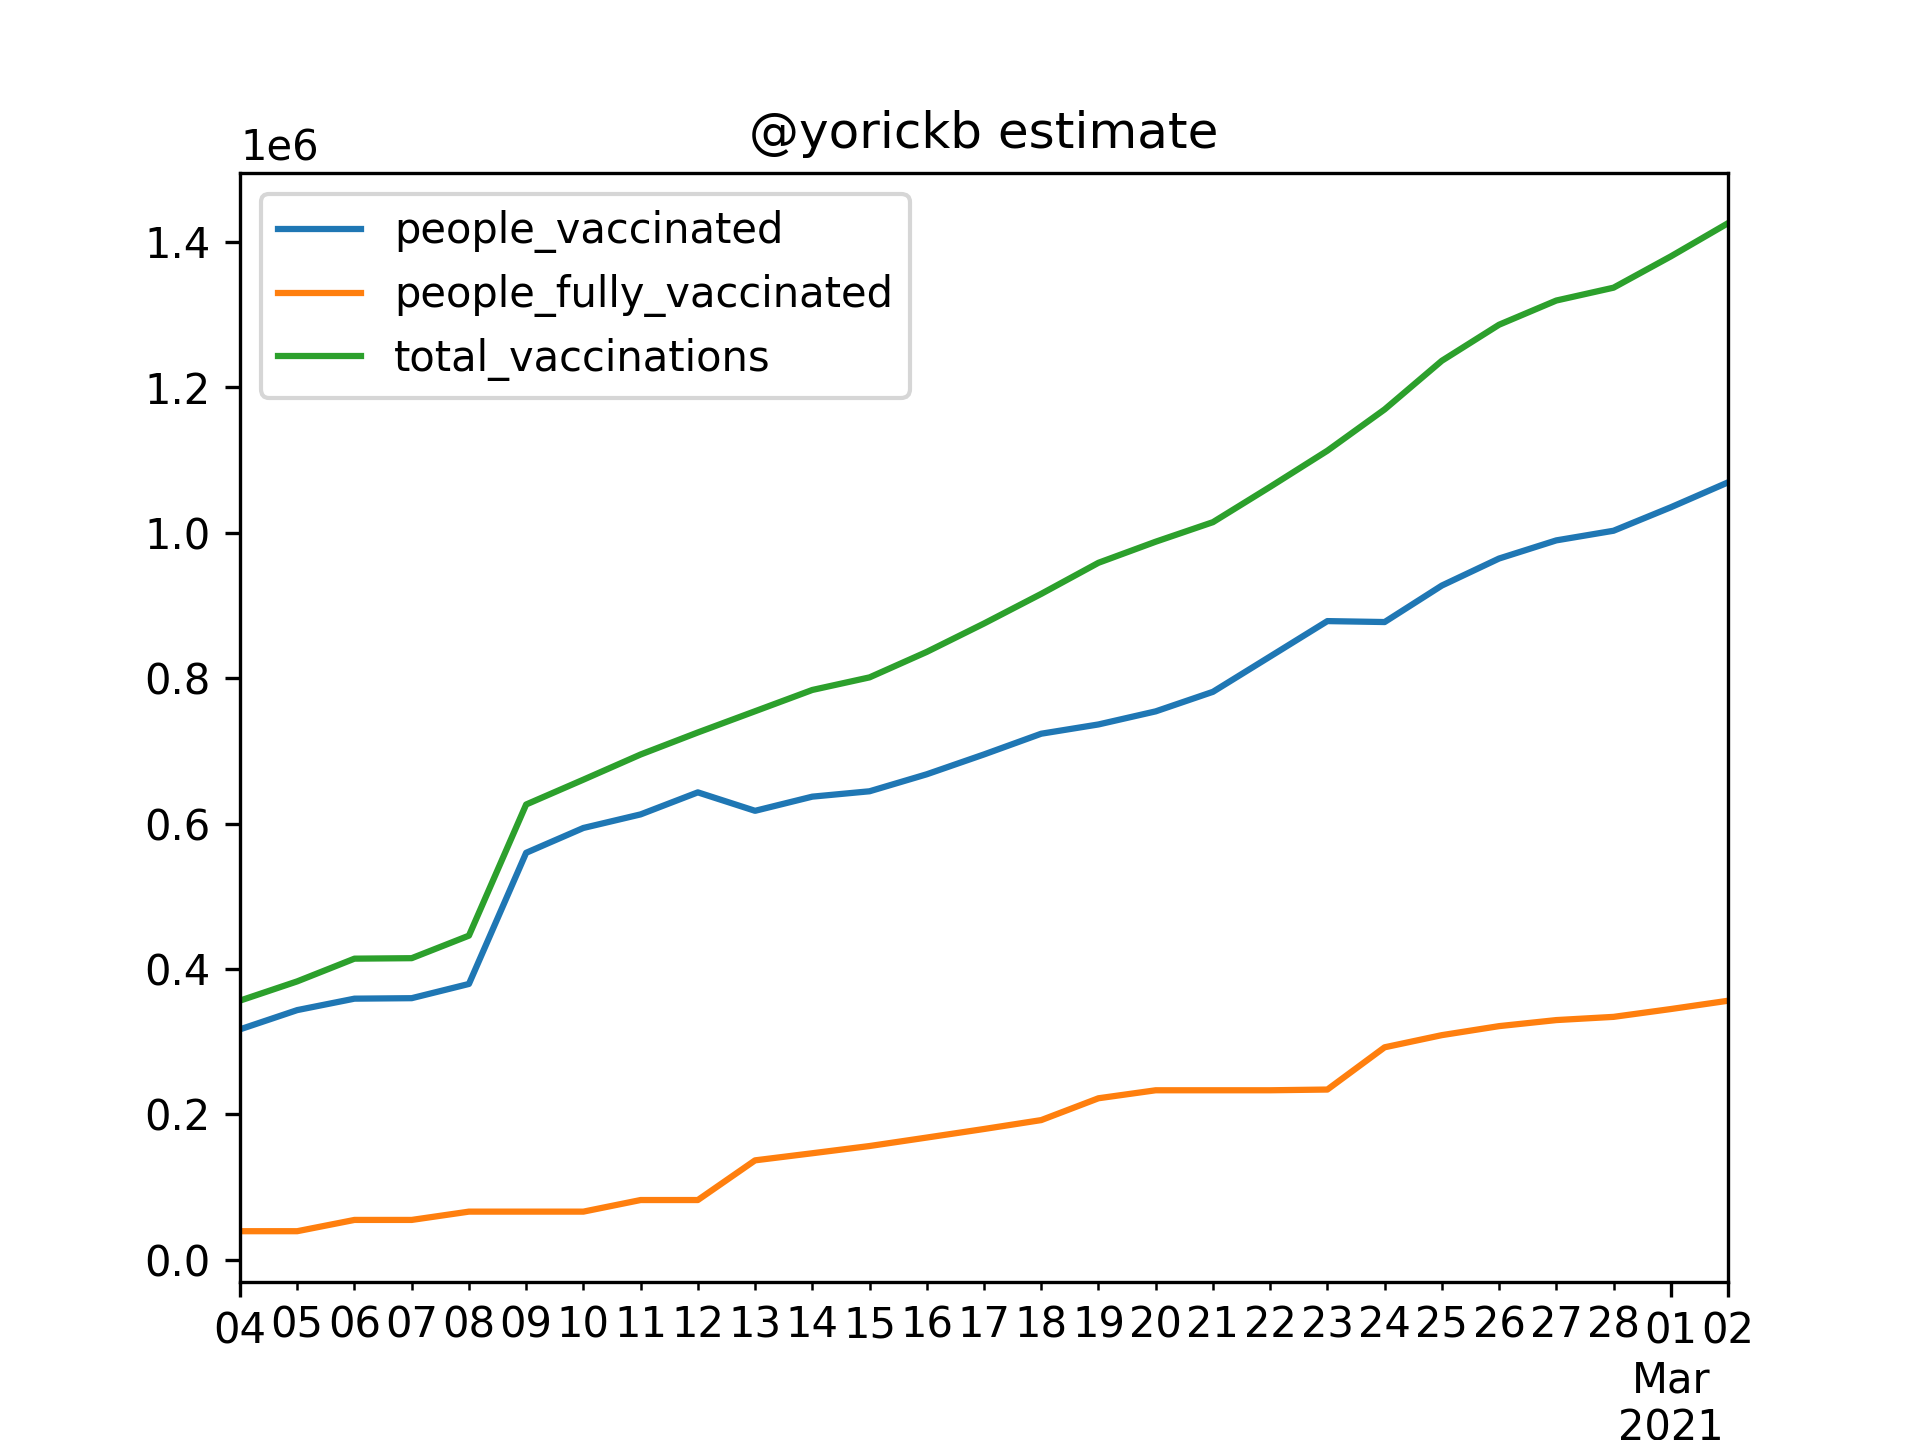 @yorickb estimate
1e6
people_vaccinated
people_fully_vaccinated
total_vaccinations
1.4
1.2
1.0
0.8
0.6
0.4
0.2
0.0
04 05 06 07 08 09 10 11 12 13 14 15 16 17 18 19 20 21 22 23 24 25 26 27 28 01 02
Mar
2021